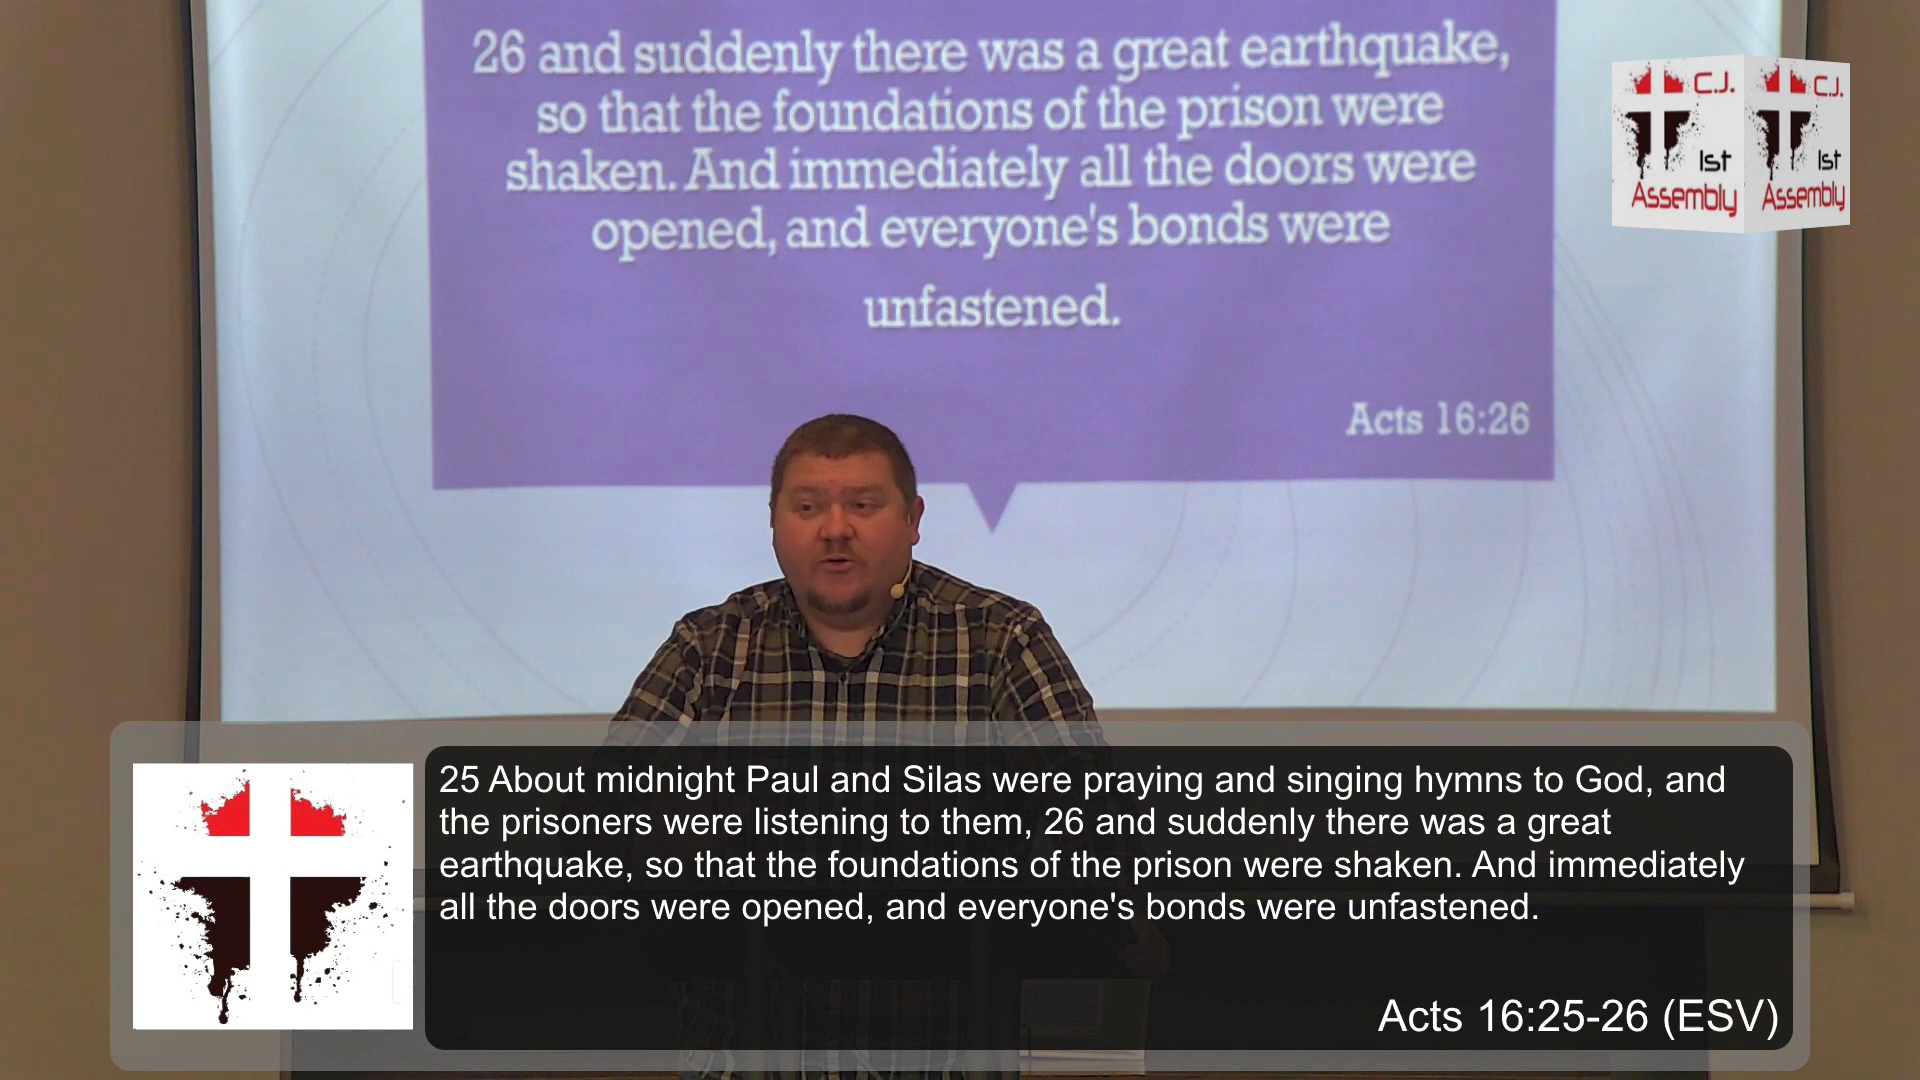 26 and suddenly there was a great earthquake,
so that the foundations of the prison were
shaken. And immediately all the doors were
opened, and everyone's bonds were
unfastened.
Acts 16:26
C.J.
1st
Assembly
C.J.
1st
Assembly
25 About midnight Paul and Silas were praying and singing hymns to God, and
the prisoners were listening to them, 26 and suddenly there was a great
earthquake, so that the foundations of the prison were shaken. And immediately
all the doors were opened, and everyone's bonds were unfastened.
Acts 16:25-26 (ESV)